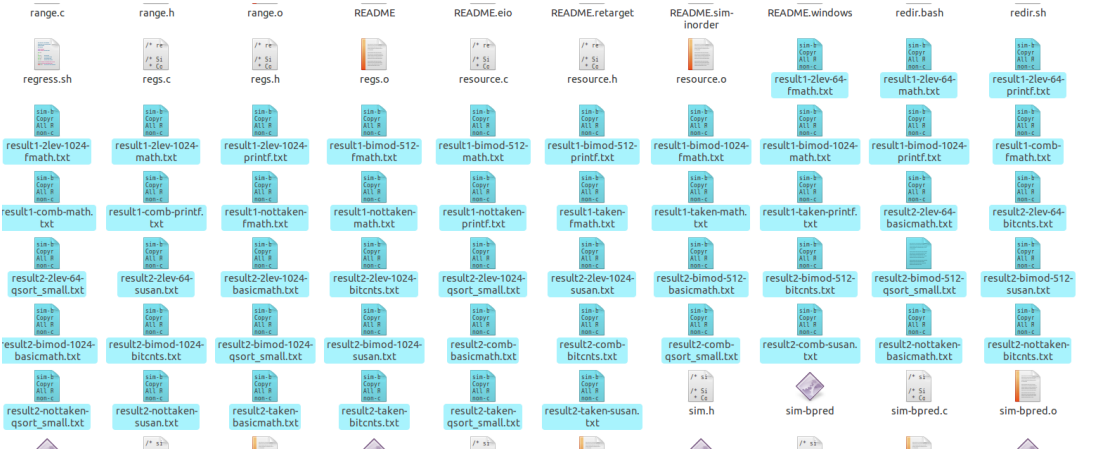 range.c range.h range.o README README.eio README.retarget README.sim-inorder README.windows redir.bash redir.sh
regress.sh regs.c regs.h regs.o resource.c resource.h resource.o result1-2lev-64-fmath.txt result1-2lev-64-math.txt result1-2lev-64-printf.txt
result1-2lev-1024-fmath.txt result1-2lev-1024-math.txt result1-2lev-1024-printf.txt result1-bimod-512-fmath.txt result1-bimod-512-math.txt result1-bimod-512-printf.txt result1-bimod-1024-fmath.txt result1-bimod-1024-math.txt result1-bimod-1024-printf.txt result1-comb-fmath.txt
result1-comb-math.txt result1-comb-printf.txt result1-nottaken-fmath.txt result1-nottaken-math.txt result1-nottaken-printf.txt result1-taken-fmath.txt result1-taken-math.txt result1-taken-printf.txt result2-2lev-64-basicmath.txt result2-2lev-64-bitcnts.txt
result2-2lev-64-qsort_small.txt result2-2lev-64-susan.txt result2-2lev-1024-basicmath.txt result2-2lev-1024-bitcnts.txt result2-2lev-1024-qsort_small.txt result2-2lev-1024-susan.txt result2-bimod-512-basicmath.txt result2-bimod-512-bitcnts.txt result2-bimod-512-qsort_small.txt result2-bimod-512-susan.txt
result2-bimod-1024-basicmath.txt result2-bimod-1024-bitcnts.txt result2-bimod-1024-qsort_small.txt result2-bimod-1024-susan.txt result2-comb-basicmath.txt result2-comb-bitcnts.txt result2-comb-qsort_small.txt result2-comb-susan.txt result2-nottaken-basicmath.txt result2-nottaken-bitcnts.txt
result2-nottaken-qsort_small.txt result2-nottaken-susan.txt result2-taken-basicmath.txt result2-taken-bitcnts.txt result2-taken-qsort_small.txt result2-taken-susan.txt sim.h sim-bpred sim-bpred.c sim-bpred.o